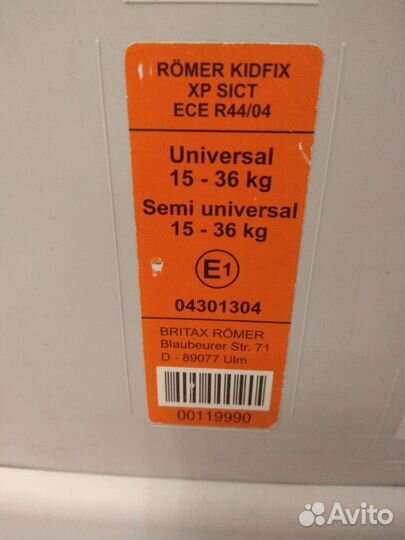 RÖMER KIDFIX
XP SICT
ECE R44/04
Universal
15 - 36 kg
Semi universal
15 - 36 kg
E1
04301304
BRITAX RÖMER
Blaubeurer Str. 71
D - 89077 Ulm
00119990
Avito